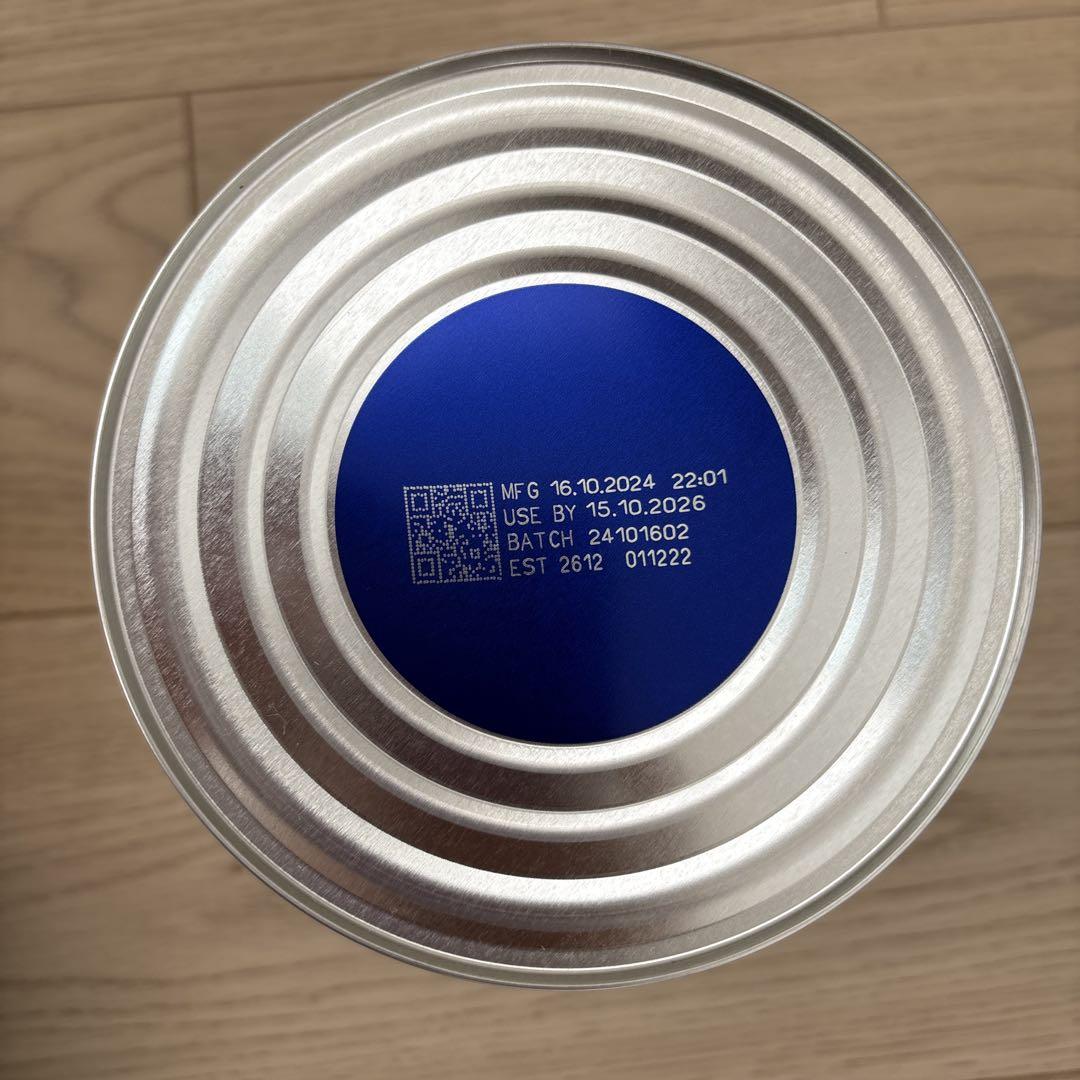 MFG 16.10.2024 22:01
USE BY 15.10.2026
BATCH 24101602
EST 2612 011222